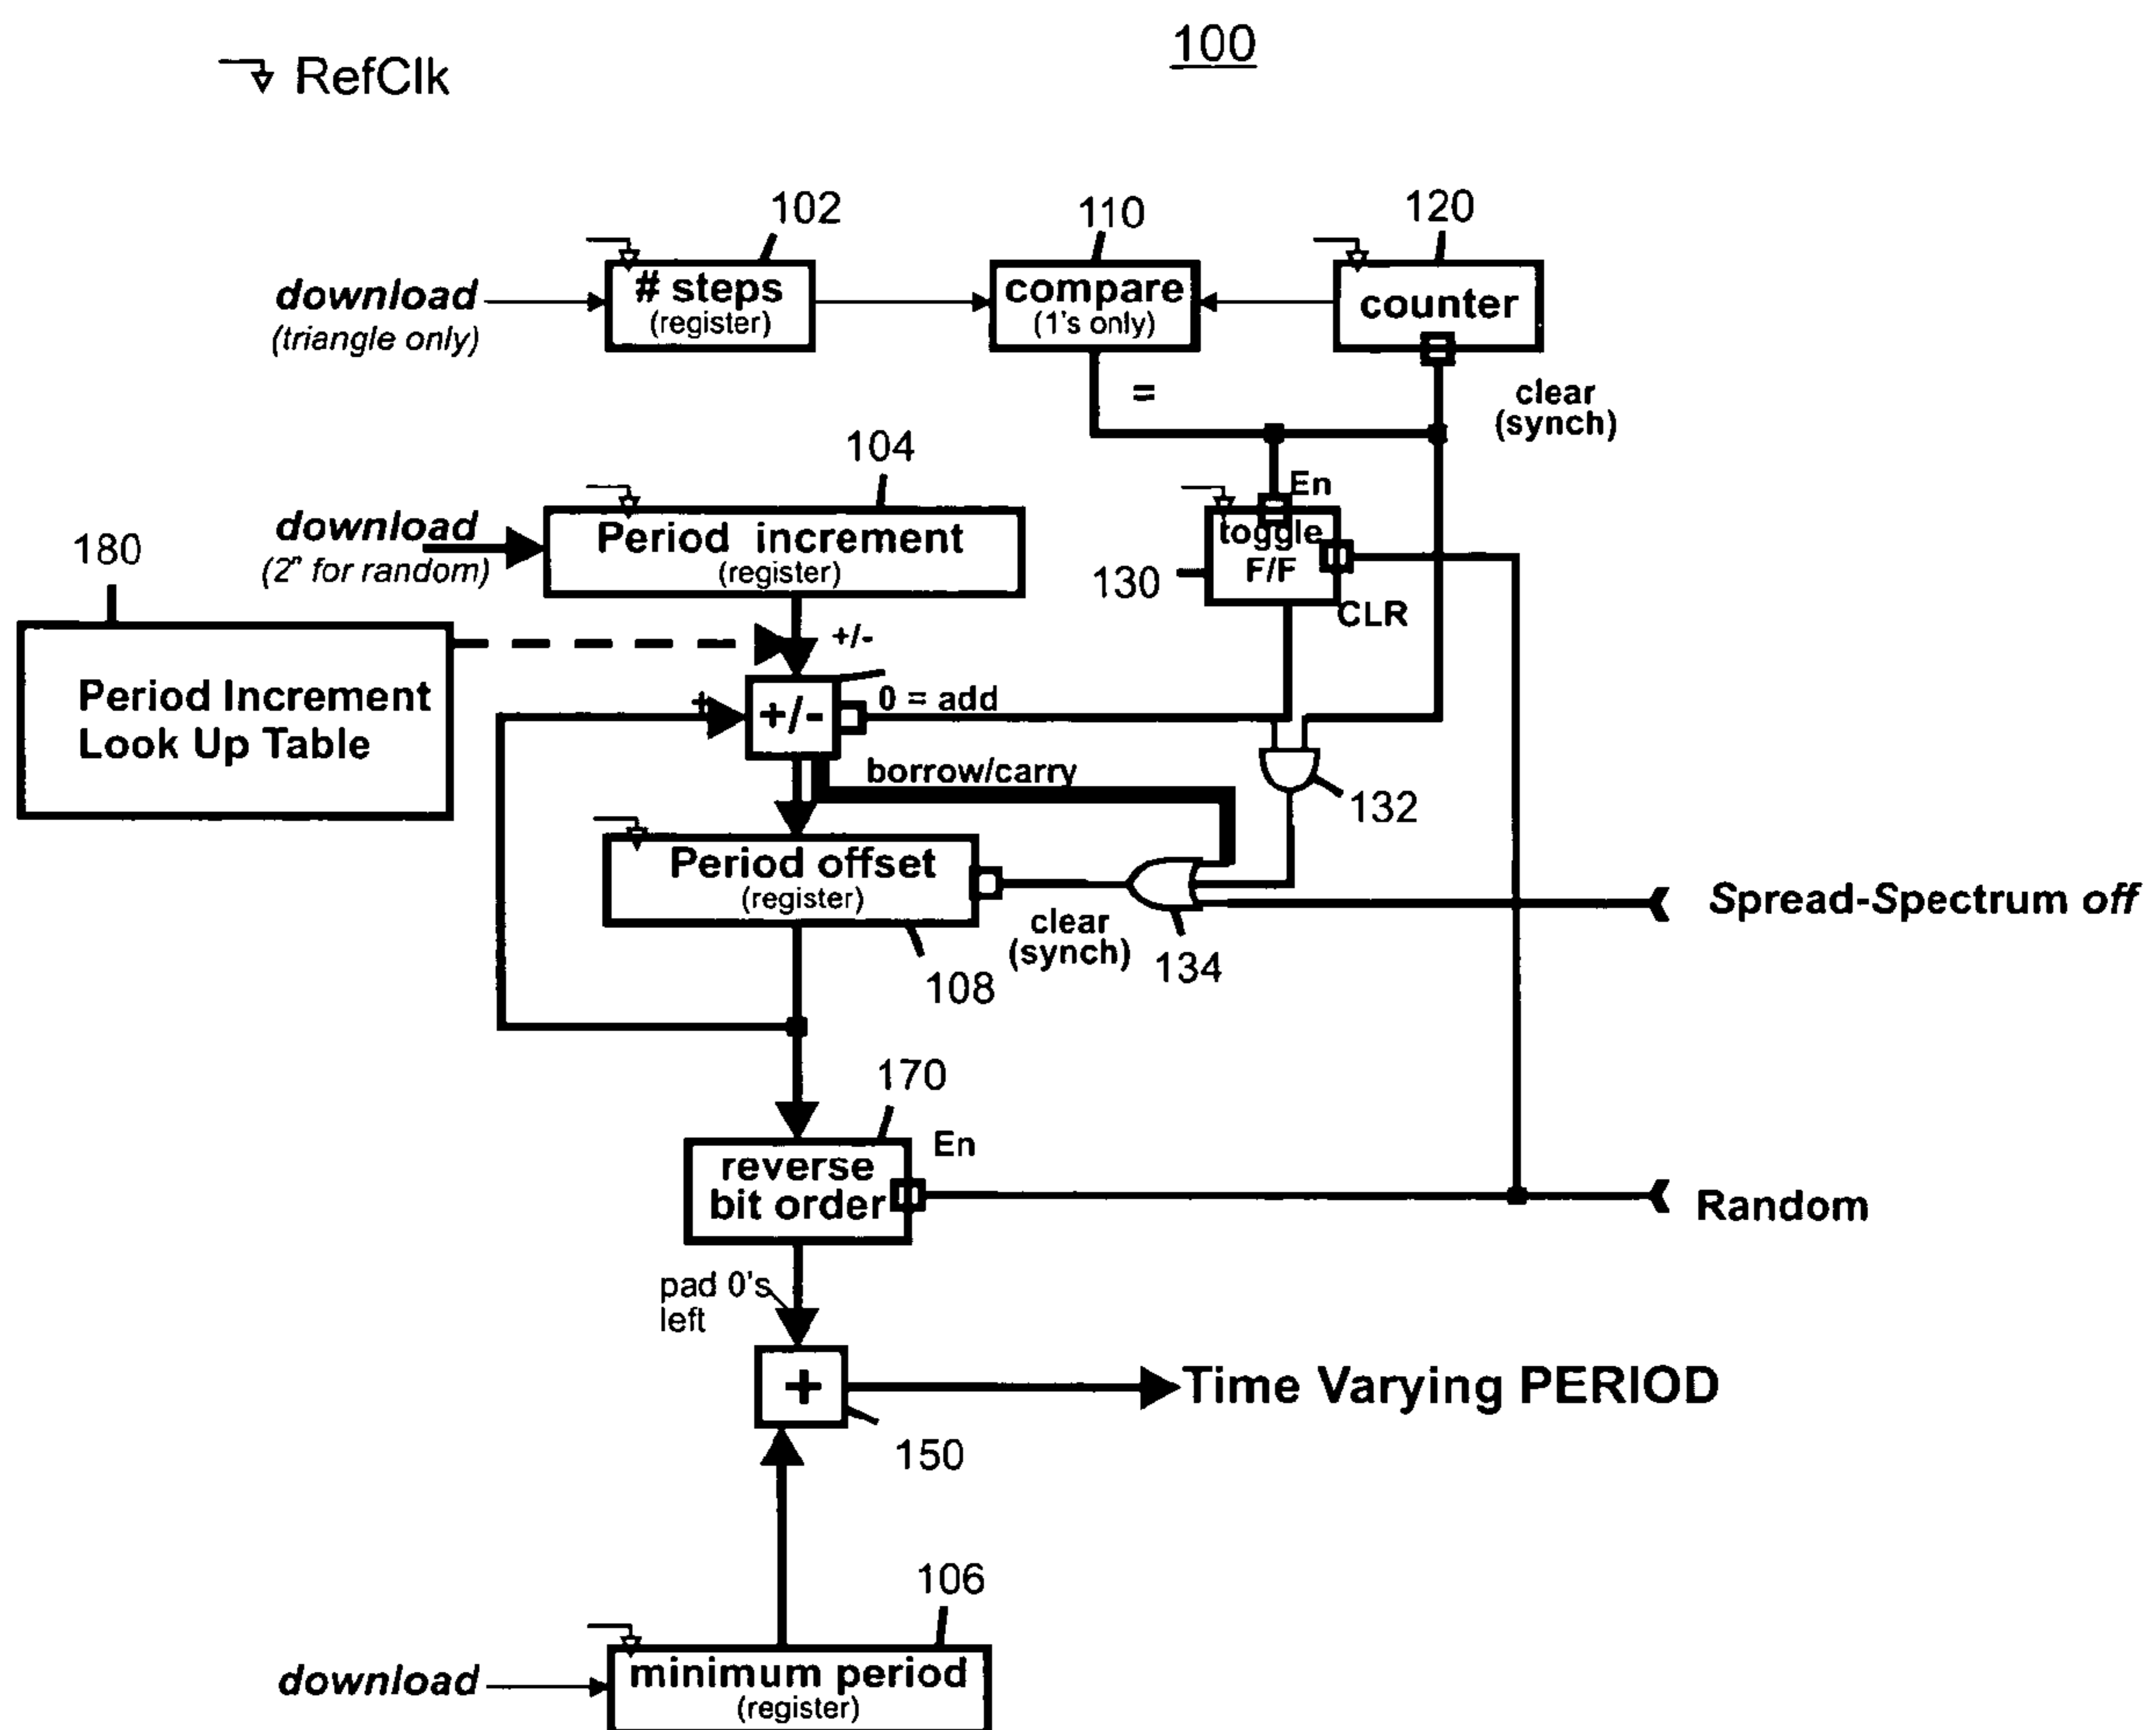 100
RefClk
102
110
120
download
(triangle only)
# steps
(register)
compare
(1's only)
counter
=
clear
(synch)
104
En
download
(2ⁿ for random)
Period increment
(register)
toggle
F/F
130
CLR
180
+/-
Period Increment
Look Up Table
+
+/-
0 = add
borrow/carry
132
Period offset
(register)
clear
(synch)
134
Spread-Spectrum off
108
170
En
reverse
bit order
Random
pad 0's
left
+
Time Varying PERIOD
150
106
download
minimum period
(register)